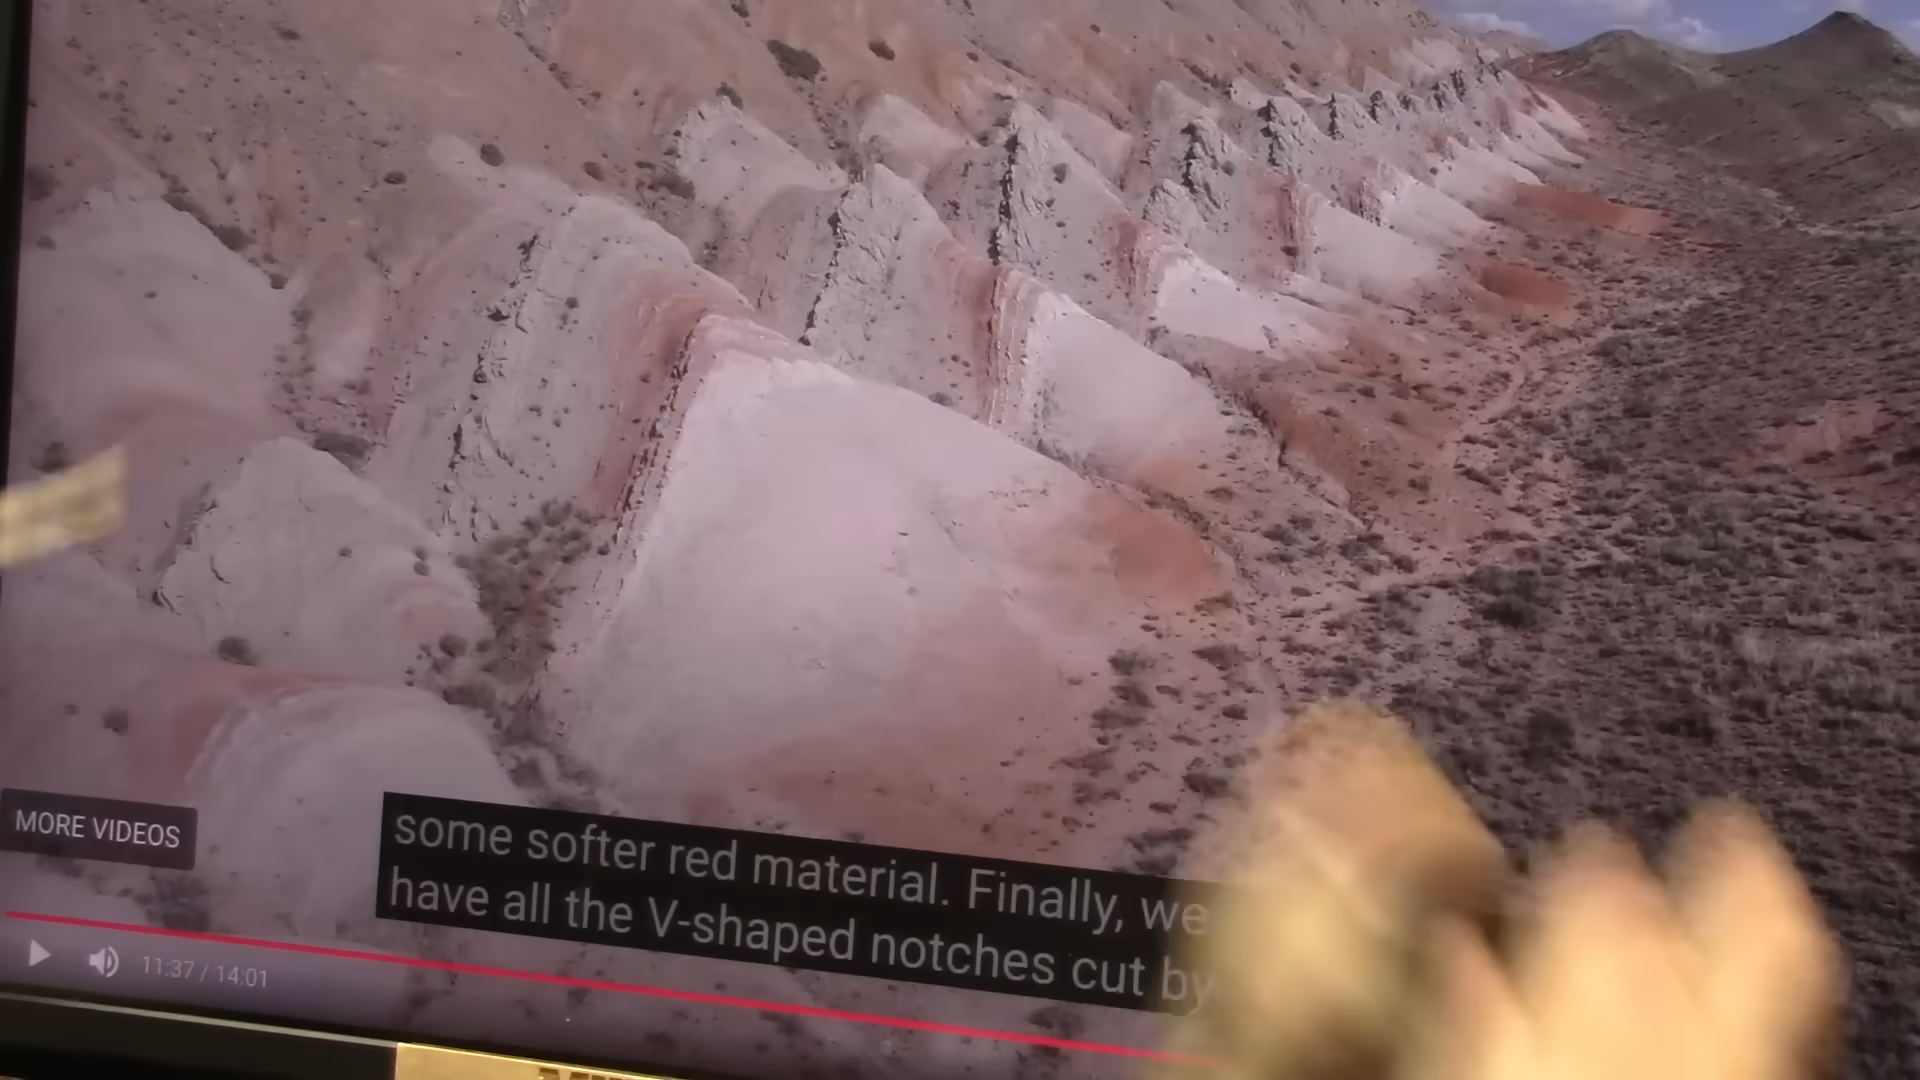 MORE VIDEOS
some softer red material. Finally, we
have all the V-shaped notches cut by
11:37 / 14:01